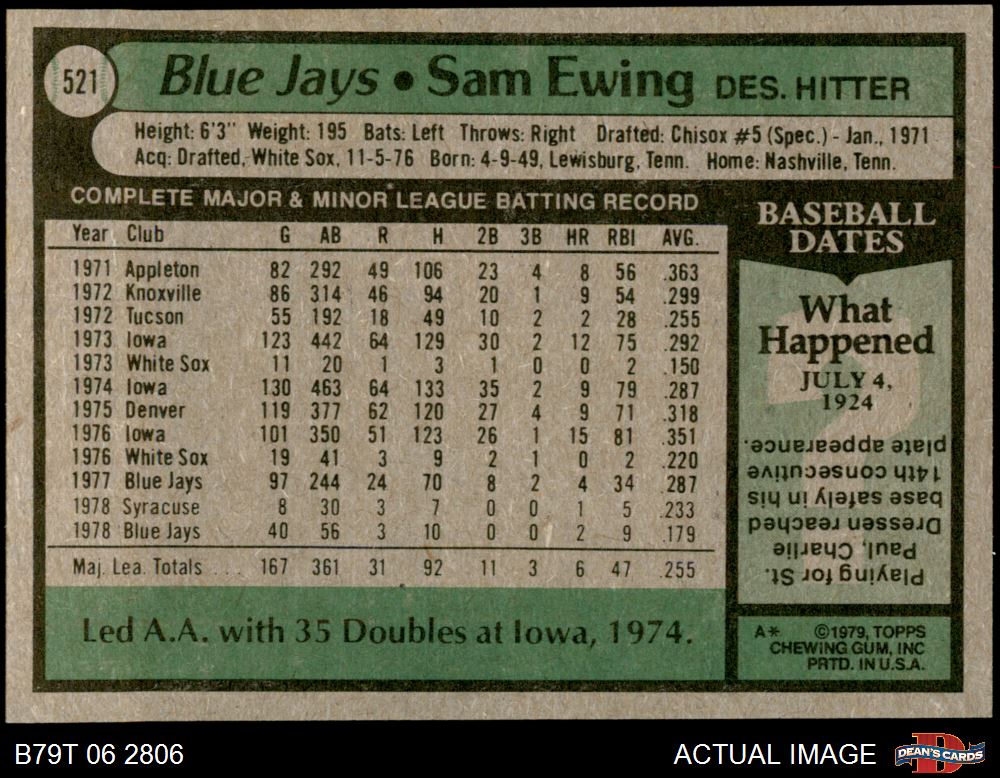 521
Blue Jays • Sam Ewing DES. HITTER
Height: 6'3" Weight: 195 Bats: Left Throws: Right Drafted: Chisox #5 (Spec.) - Jan., 1971
Acq: Drafted, White Sox, 11-5-76 Born: 4-9-49, Lewisburg, Tenn. Home: Nashville, Tenn.
COMPLETE MAJOR & MINOR LEAGUE BATTING RECORD
Year Club G AB R H 2B 3B HR RBI AVG.
1971 Appleton 82 292 49 106 23 4 8 56 .363
1972 Knoxville 86 314 46 94 20 1 9 54 .299
1972 Tucson 55 192 18 49 10 2 2 28 .255
1973 Iowa 123 442 64 129 30 2 12 75 .292
1973 White Sox 11 20 1 3 1 0 0 2 .150
1974 Iowa 130 463 64 133 35 2 9 79 .287
1975 Denver 119 377 62 120 27 4 9 71 .318
1976 Iowa 101 350 51 123 26 1 15 81 .351
1976 White Sox 19 41 3 9 2 1 0 2 .220
1977 Blue Jays 97 244 24 70 8 2 4 34 .287
1978 Syracuse 8 30 3 7 0 0 1 5 .233
1978 Blue Jays 40 56 3 10 0 0 2 9 .179
Maj. Lea. Totals ... 167 361 31 92 11 3 6 47 .255
Led A.A. with 35 Doubles at Iowa, 1974.
BASEBALL
DATES
What
Happened
JULY 4,
1924
Playing for St.
Paul, Charlie
Dressen reached
base safely in his
14th consecutive
plate appearance.
A* ©1979, TOPPS
CHEWING GUM, INC
PRTD. IN U.S.A.
B79T 06 2806
ACTUAL IMAGE
D
DEAN'S CARDS